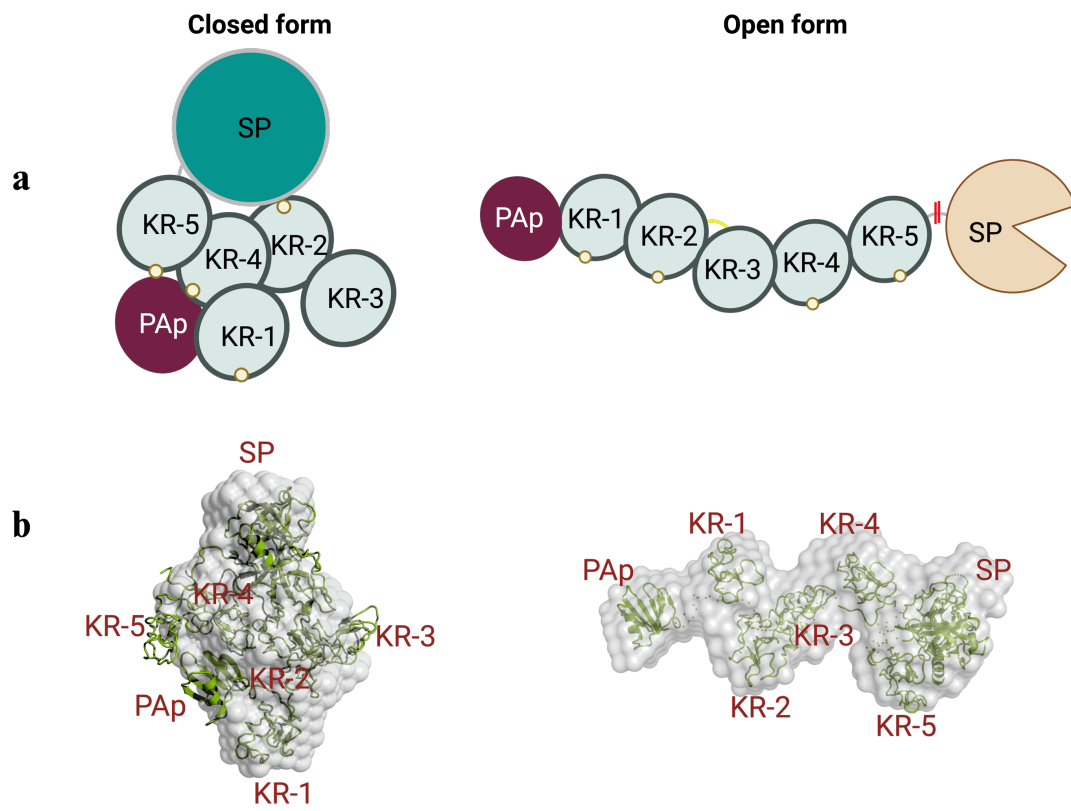 Closed form
Open form
a
SP
KR-5
KR-4
KR-2
KR-3
PAp
KR-1
PAp
KR-1
KR-2
KR-3
KR-4
KR-5
SP
b
SP
KR-4
KR-5
KR-3
KR-2
PAp
KR-1
KR-1
KR-4
PAp
SP
KR-3
KR-2
KR-5